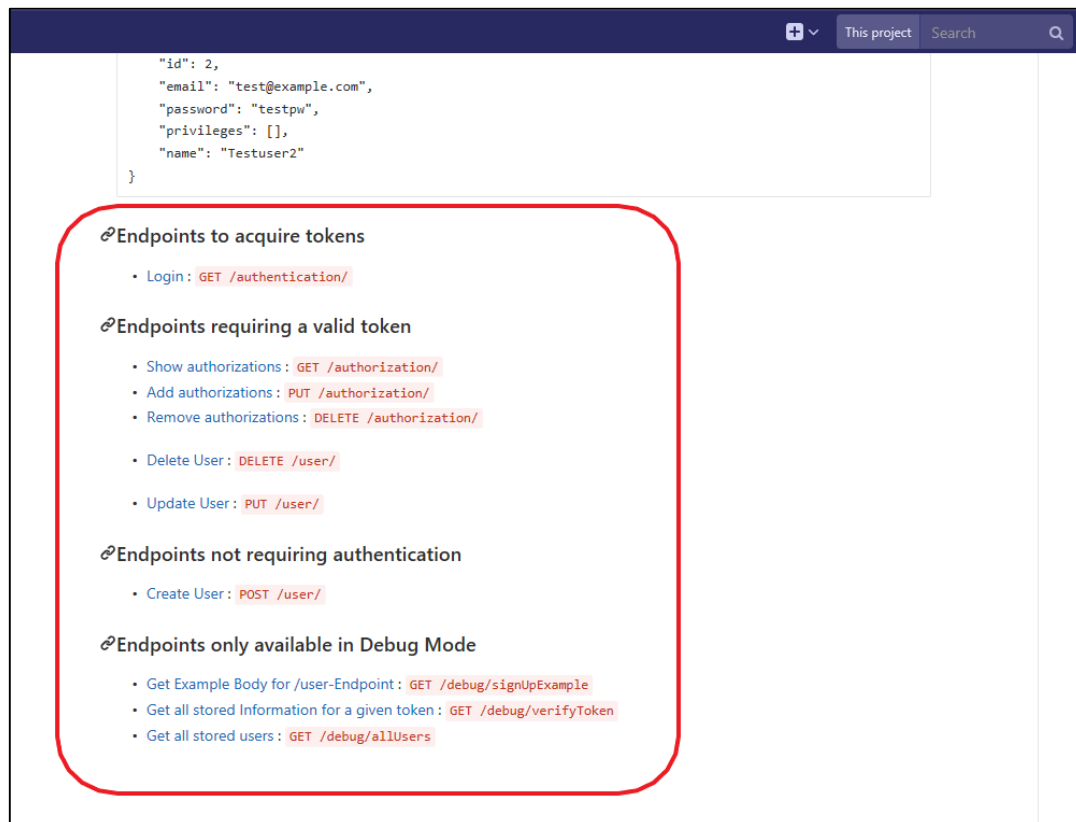 This project Search
"id": 2,
"email": "test@example.com",
"password": "testpw",
"privileges": [],
"name": "Testuser2"
}
Endpoints to acquire tokens
• Login : GET /authentication/
Endpoints requiring a valid token
• Show authorizations : GET /authorization/
• Add authorizations : PUT /authorization/
• Remove authorizations : DELETE /authorization/
• Delete User : DELETE /user/
• Update User : PUT /user/
Endpoints not requiring authentication
• Create User : POST /user/
Endpoints only available in Debug Mode
• Get Example Body for /user-Endpoint : GET /debug/signUpExample
• Get all stored Information for a given token : GET /debug/verifyToken
• Get all stored users : GET /debug/allUsers